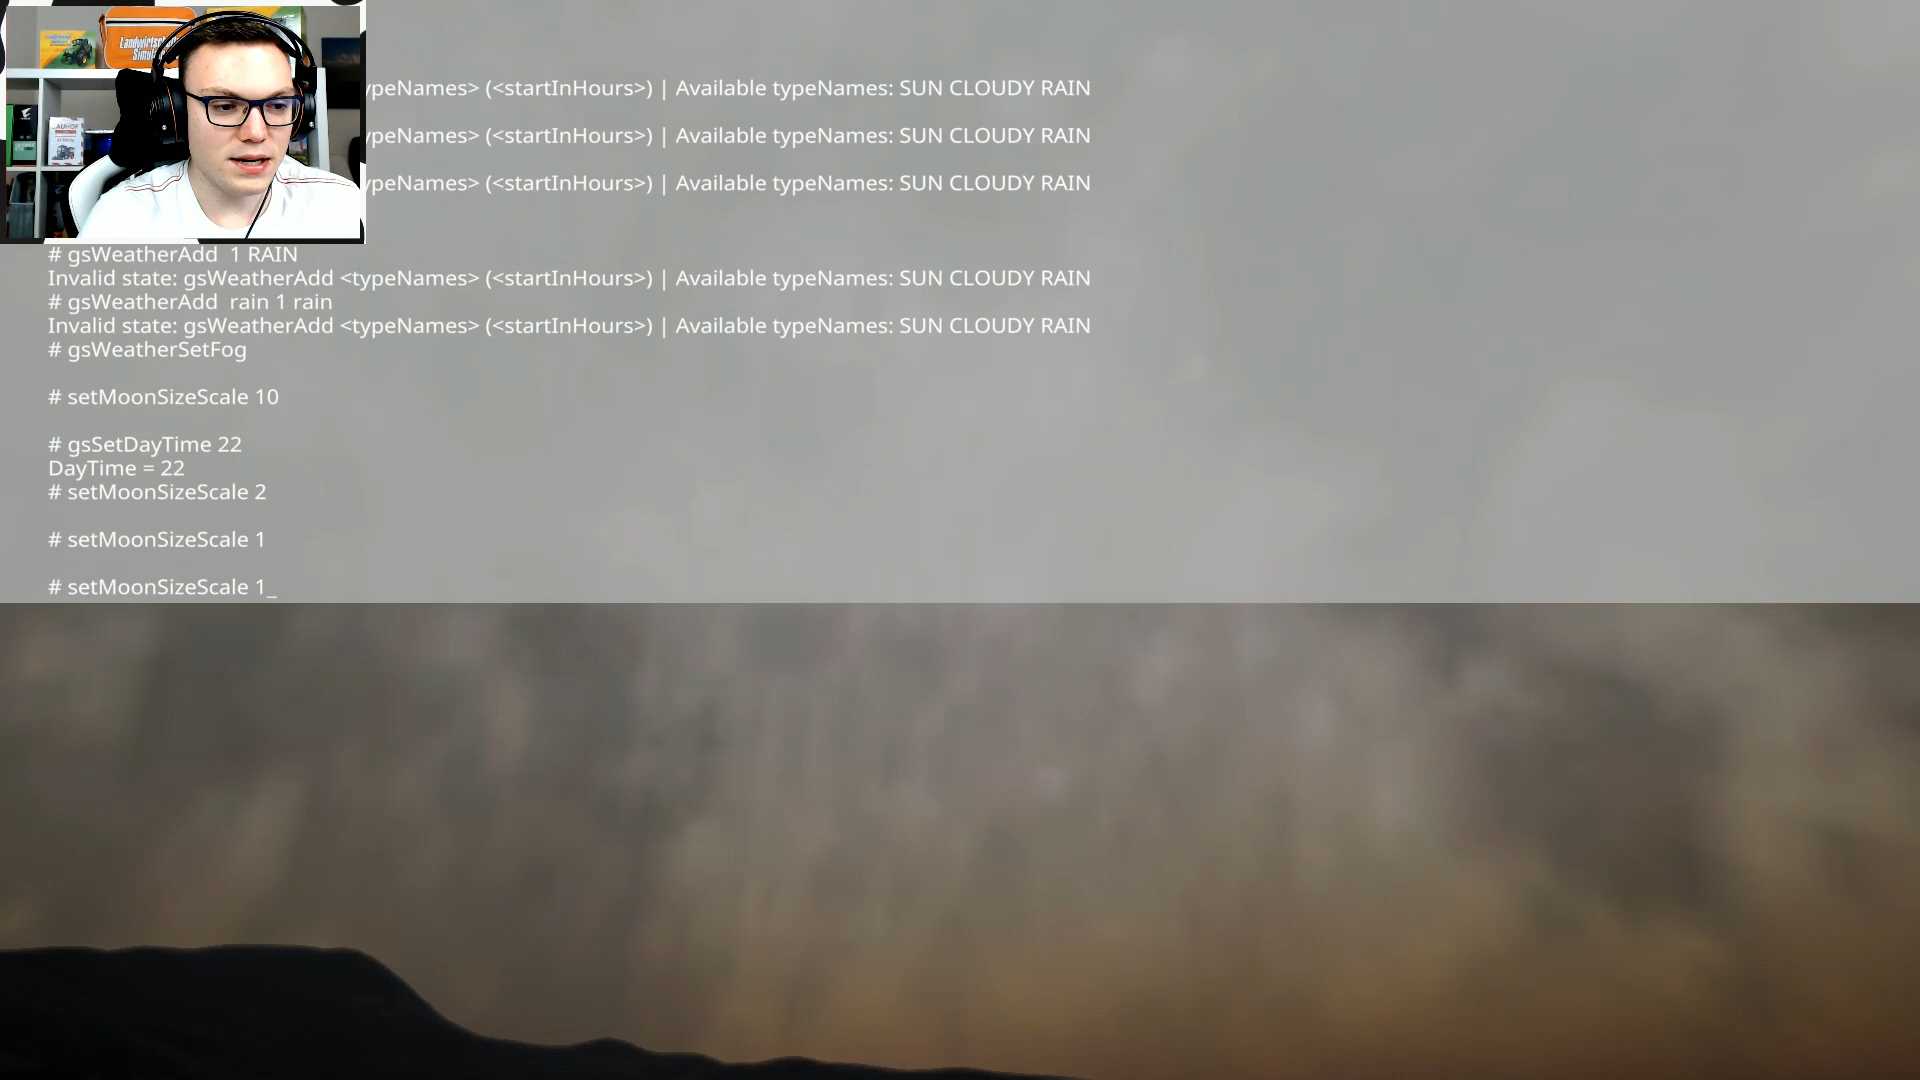 Landwirtsch
Simul
AUHOF
ypeNames> (<startInHours>) | Available typeNames: SUN CLOUDY RAIN
ypeNames> (<startInHours>) | Available typeNames: SUN CLOUDY RAIN
ypeNames> (<startInHours>) | Available typeNames: SUN CLOUDY RAIN
# gsWeatherAdd  1 RAIN
Invalid state: gsWeatherAdd <typeNames> (<startInHours>) | Available typeNames: SUN CLOUDY RAIN
# gsWeatherAdd  rain 1 rain
Invalid state: gsWeatherAdd <typeNames> (<startInHours>) | Available typeNames: SUN CLOUDY RAIN
# gsWeatherSetFog
# setMoonSizeScale 10
# gsSetDayTime 22
DayTime = 22
# setMoonSizeScale 2
# setMoonSizeScale 1
# setMoonSizeScale 1_